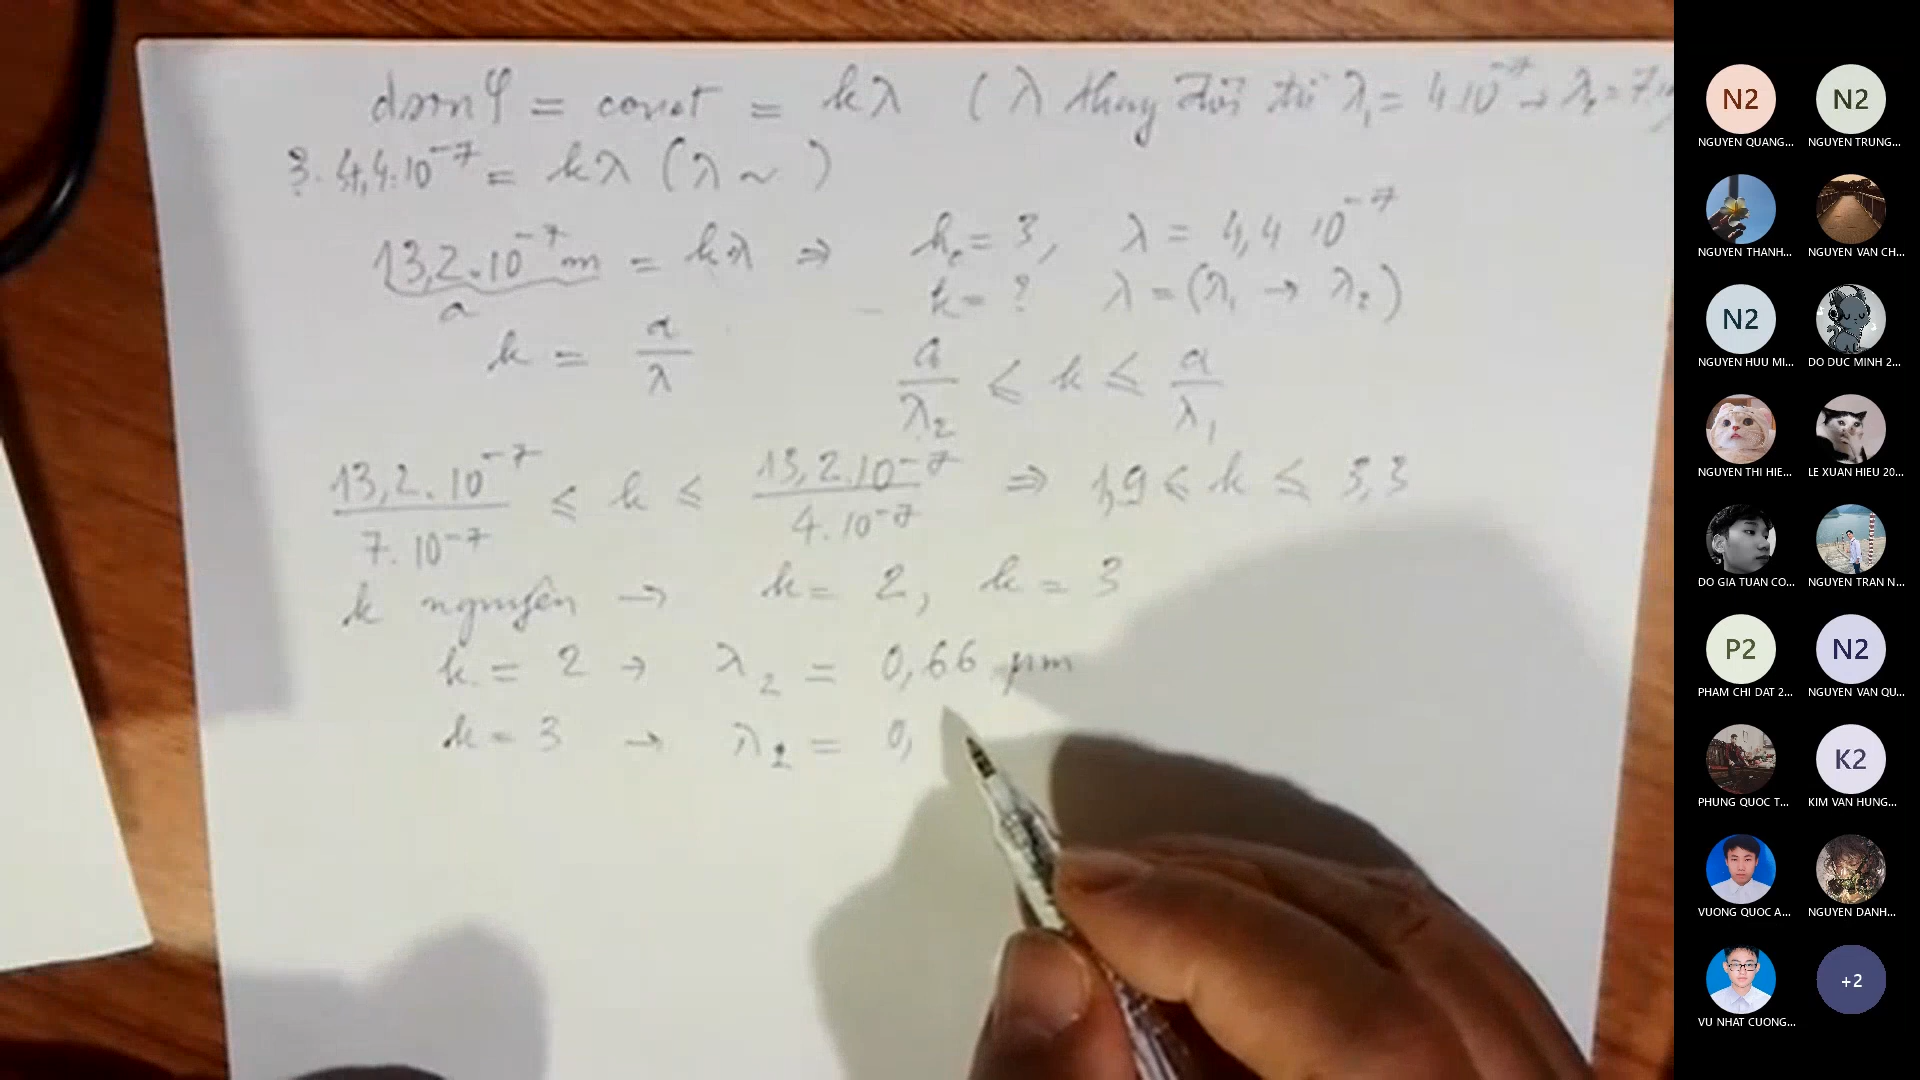 dsinφ = const = kλ (λ thay đổi từ λ₁ = 4.10⁻⁷ → λ₂ = 7.10
3. 4,4.10⁻⁷ = kλ (λ ~ )
13,2.10⁻⁷m = kλ ⇒ k = 3, λ = 4,4 10⁻⁷
a
k = ? λ = (λ₁ → λ₂)
k = a/λ
a/λ₂ ≤ k ≤ a/λ₁
13,2.10⁻⁷/7.10⁻⁷ ≤ k ≤ 13,2.10⁻⁷/4.10⁻⁷ ⇒ 1,9 ≤ k ≤ 3,3
k nguyên → k = 2, k = 3
k = 2 → λ₂ = 0,66 μm
k = 3 → λ₂ = 0,
N2 N2
NGUYEN QUANG... NGUYEN TRUNG...
NGUYEN THANH... NGUYEN VAN CH...
N2
NGUYEN HUU MI... DO DUC MINH 2...
NGUYEN THI HIE... LE XUAN HIEU 20...
DO GIA TUAN CO... NGUYEN TRAN N...
P2 N2
PHAM CHI DAT 2... NGUYEN VAN QU...
K2
PHUNG QUOC T... KIM VAN HUNG...
VUONG QUOC A... NGUYEN DANH...
+2
VU NHAT CUONG...